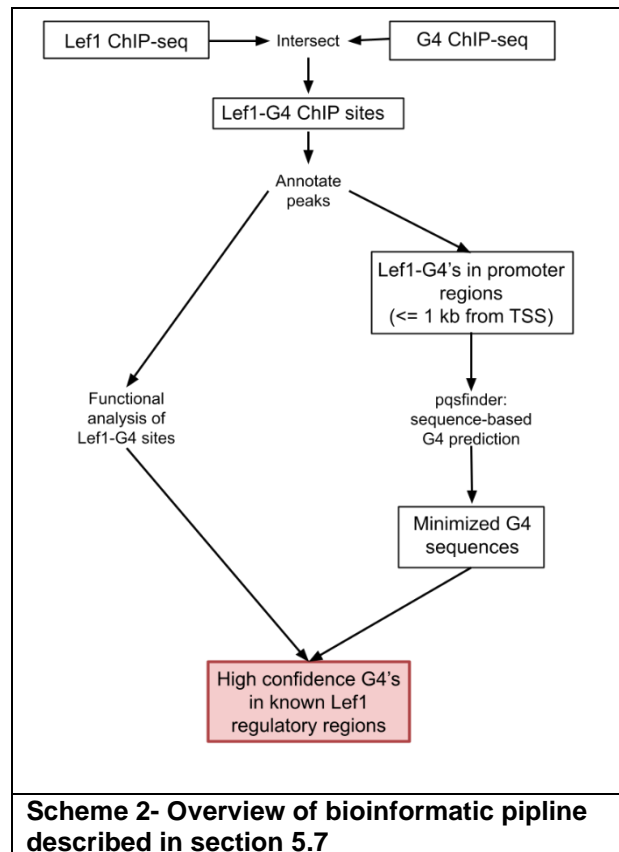 Lef1 ChIP-seq
Intersect
G4 ChIP-seq
Lef1-G4 ChIP sites
Annotate
peaks
Lef1-G4's in promoter
regions
(<= 1 kb from TSS)
Functional
analysis of
Lef1-G4 sites
pqsfinder:
sequence-based
G4 prediction
Minimized G4
sequences
High confidence G4's
in known Lef1
regulatory regions
Scheme 2- Overview of bioinformatic pipline
described in section 5.7